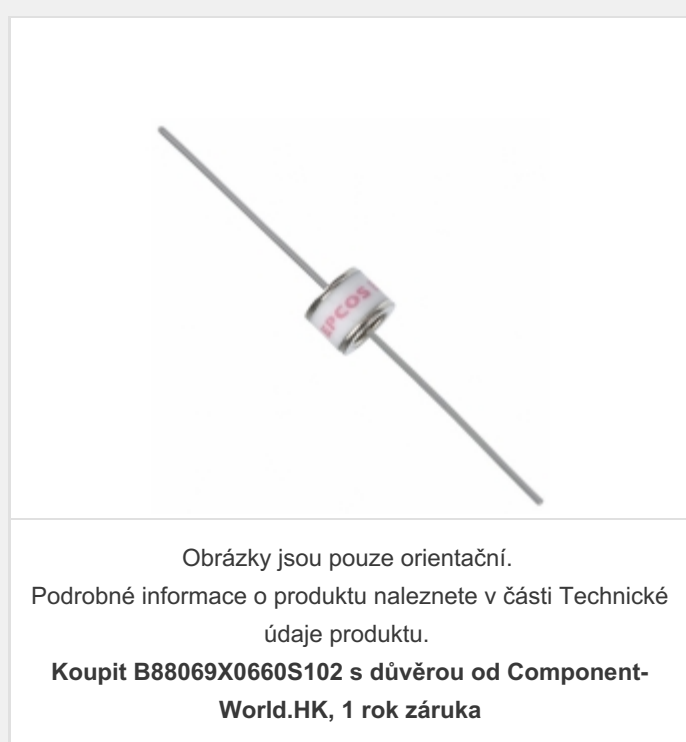 EPCOS
Obrázky jsou pouze orientační.
Podrobné informace o produktu naleznete v části Technické
údaje produktu.
Koupit B88069X0660S102 s důvěrou od Component-
World.HK, 1 rok záruka